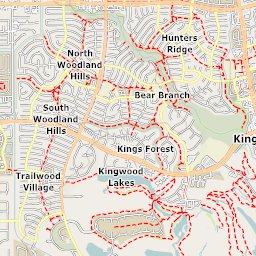 Hunters
Ridge
North
Woodland
Hills
Bear Branch
South
Woodland
Hills
King
Kings Forest
Trailwood
Village
Kingwood
Lakes